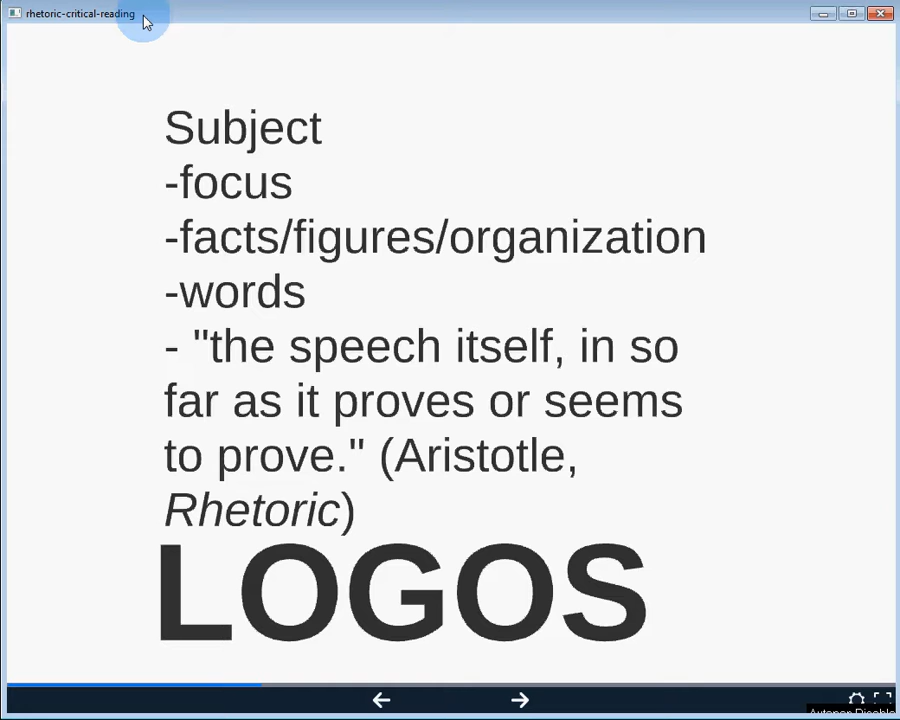 rhetoric-critical-reading
Subject
-focus
-facts/figures/organization
-words
- "the speech itself, in so
far as it proves or seems
to prove." (Aristotle,
Rhetoric)
LOGOS